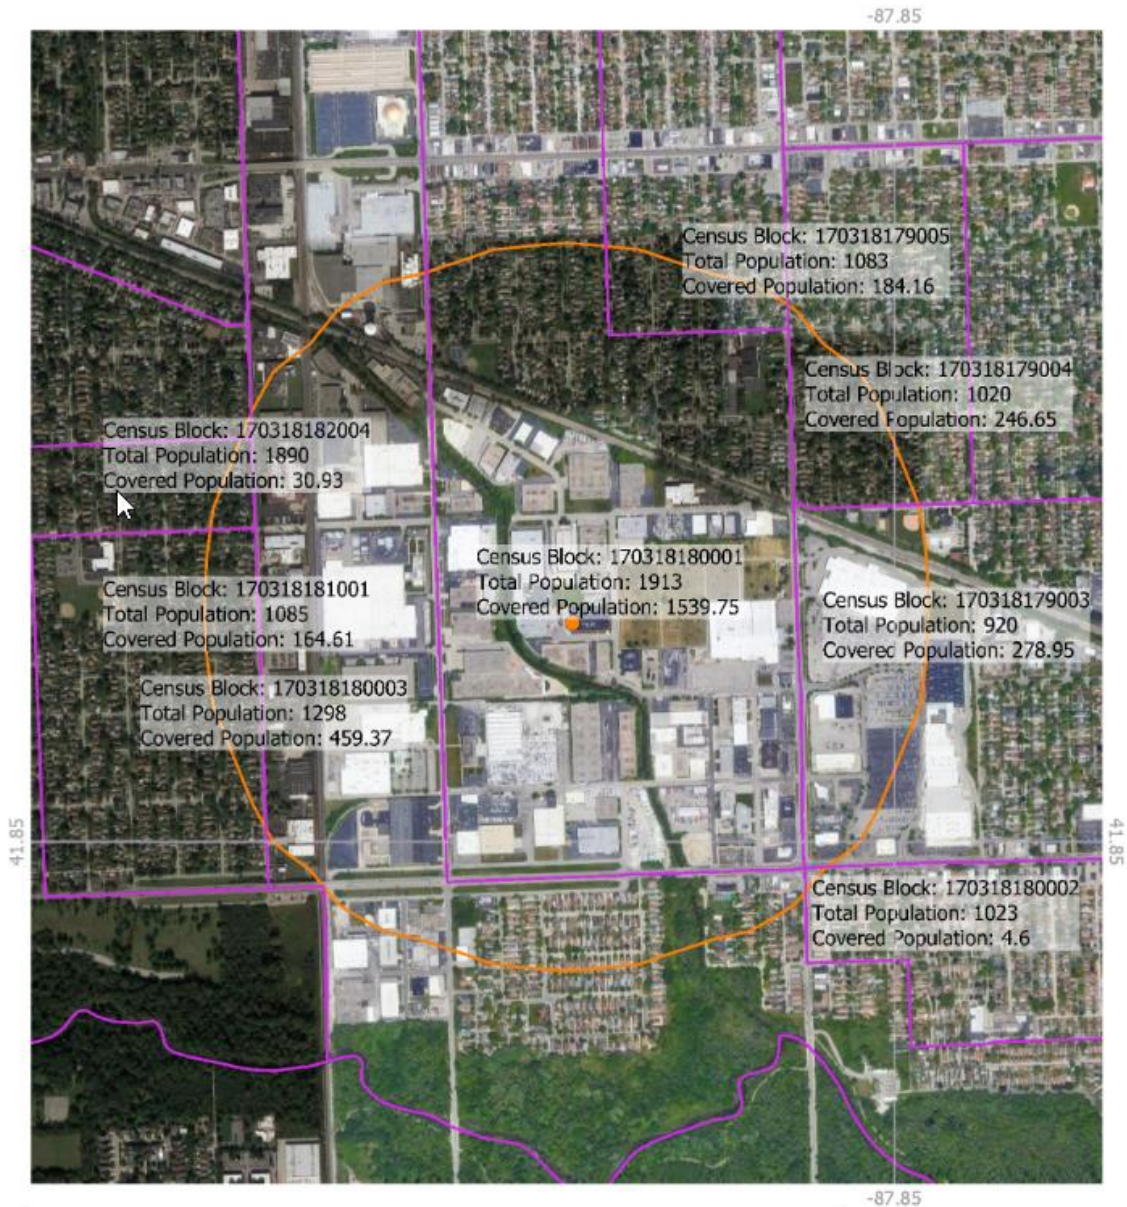 -87.85
Census Block: 170318179005
Total Population: 1083
Covered Population: 184.16
Census Block: 170318179004
Total Population: 1020
Covered Population: 246.65
Census Block: 170318182004
Total Population: 1890
Covered Population: 30.93
Census Block: 170318180001
Total Population: 1913
Covered Population: 1539.75
Census Block: 170318181001
Total Population: 1085
Covered Population: 164.61
Census Block: 170318179003
Total Population: 920
Covered Population: 278.95
Census Block: 170318180003
Total Population: 1298
Covered Population: 459.37
41.85
41.85
Census Block: 170318180002
Total Population: 1023
Covered Population: 4.6
-87.85